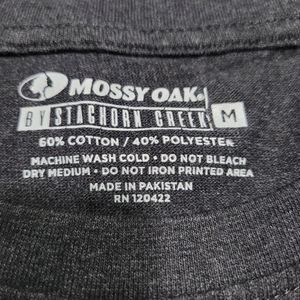 MOSSY OAK
BY STAGHORN CREEK M
60% COTTON / 40% POLYESTER
MACHINE WASH COLD • DO NOT BLEACH
DRY MEDIUM • DO NOT IRON PRINTED AREA
MADE IN PAKISTAN
RN 120422